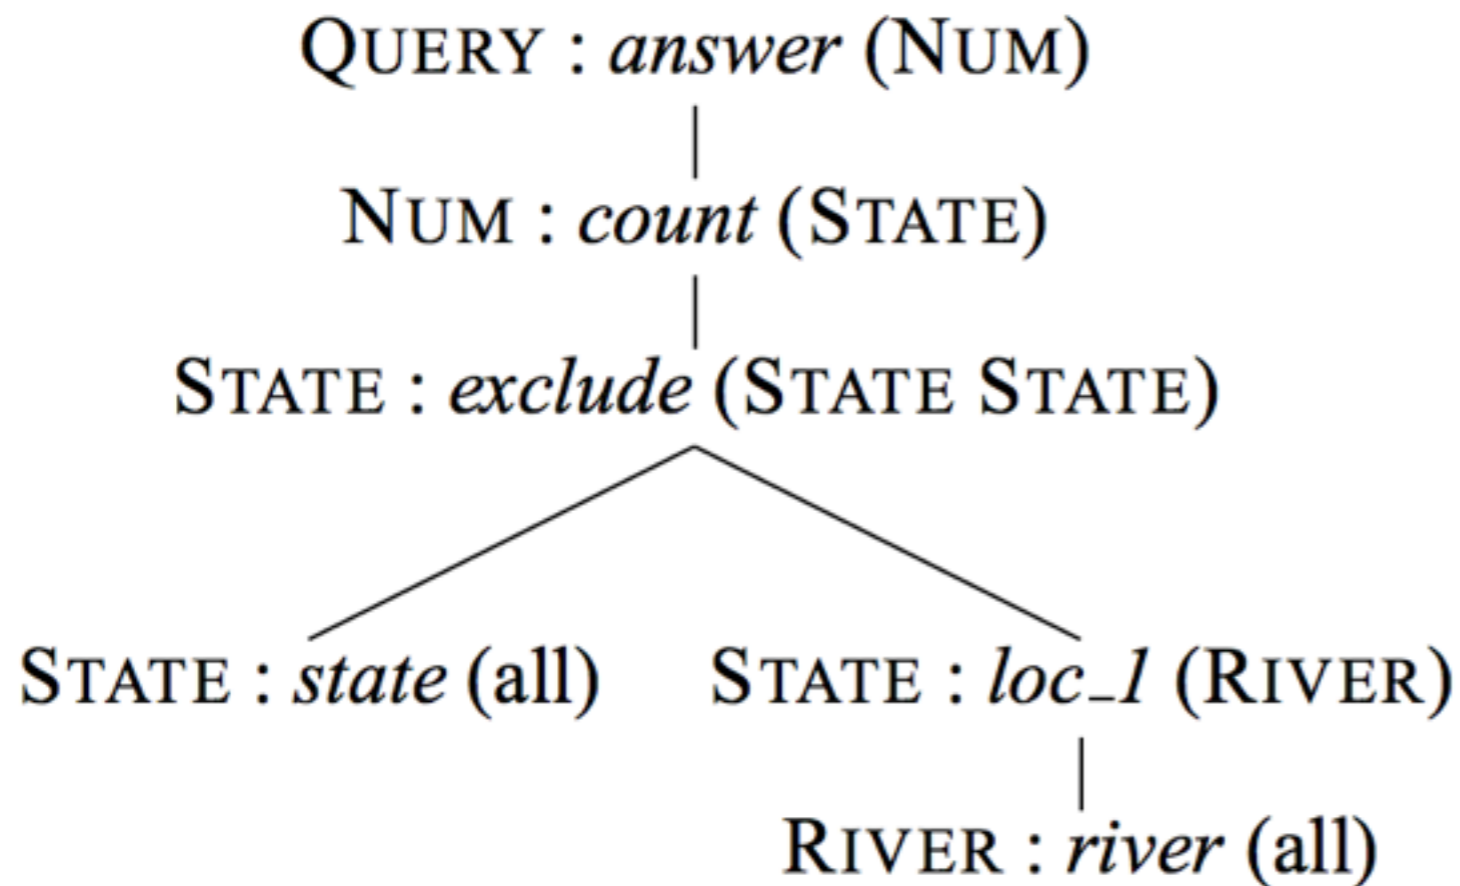 QUERY : answer (NUM)
NUM : count (STATE)
STATE : exclude (STATE STATE)
STATE : state (all) STATE : loc_1 (RIVER)
RIVER : river (all)